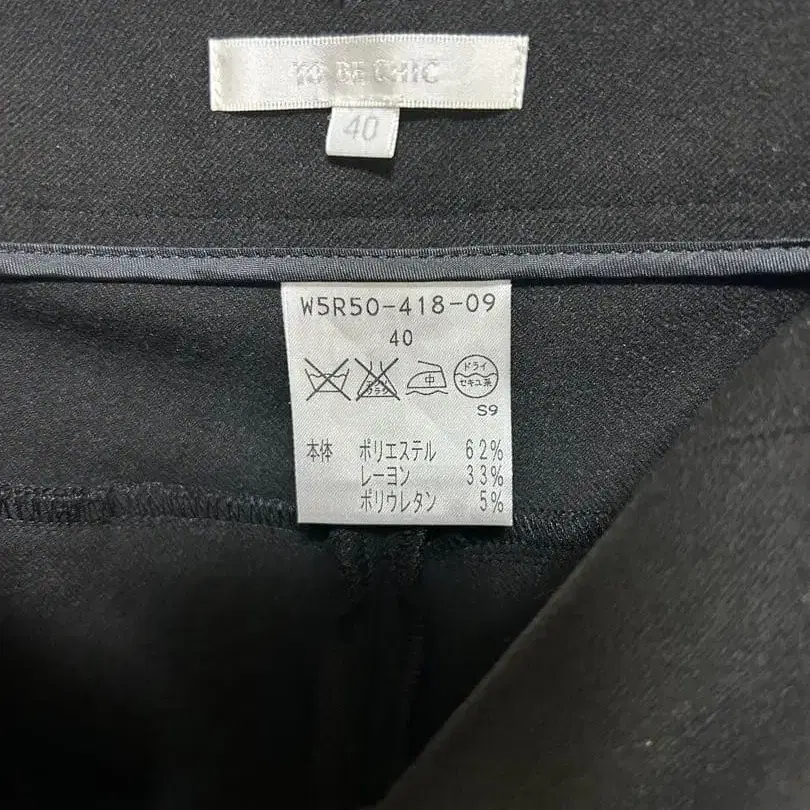 TO BE CHIC
40
W5R50-418-09
40
中
ドライ
セキユ系
S9
本体 ポリエステル 62%
レーヨン 33%
ポリウレタン 5%